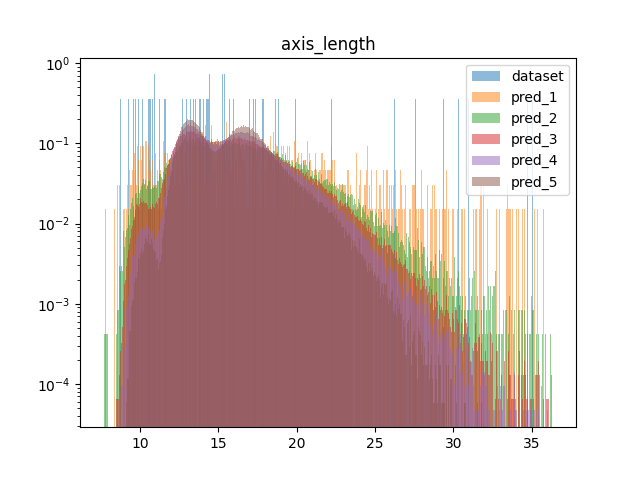 axis_length
10⁰
10⁻¹
10⁻²
10⁻³
10⁻⁴
dataset
pred_1
pred_2
pred_3
pred_4
pred_5
10 15 20 25 30 35